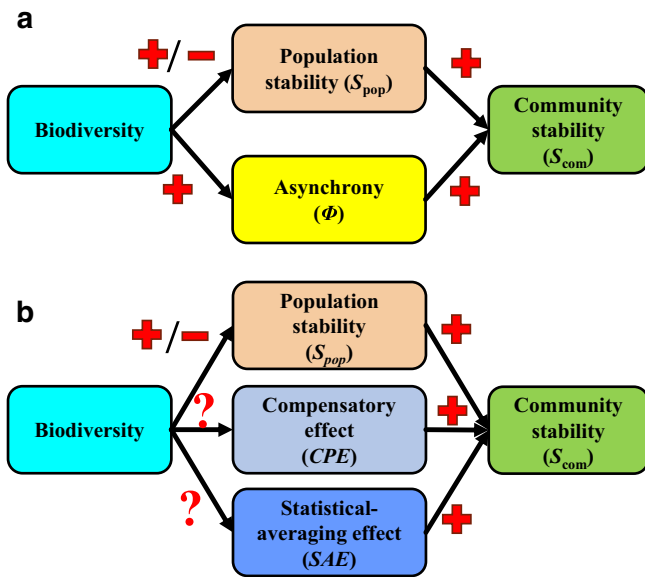 a
+/−
Population
stability (Spop)
+
Biodiversity
Community
stability
(Scom)
+
Asynchrony
(Φ)
+
b
+/−
Population
stability
(Spop)
+
Biodiversity
?
Compensatory
effect
(CPE)
+
Community
stability
(Scom)
?
Statistical-
averaging effect
(SAE)
+